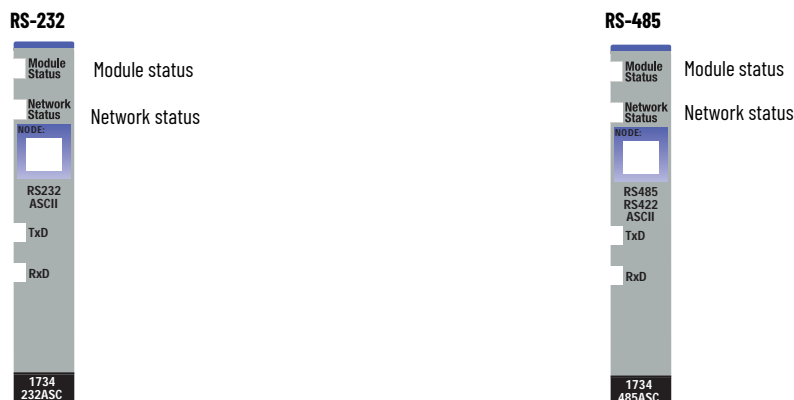 RS-232
Module
Status
Module status
Network
Status
Network status
NODE:
RS232
ASCII
TxD
RxD
1734
232ASC
RS-485
Module
Status
Module status
Network
Status
Network status
NODE:
RS485
RS422
ASCII
TxD
RxD
1734
485ASC